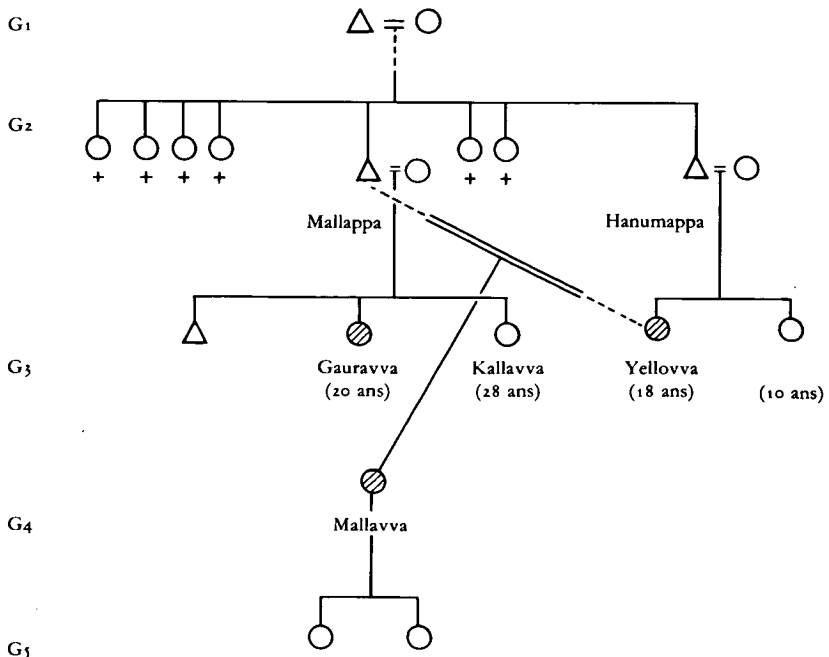 G1
G2
+ + + + + +
Mallappa Hanumappa
G3
Gauravva Kallavva Yellovva
(20 ans) (28 ans) (18 ans) (10 ans)
G4
Mallavva
G5